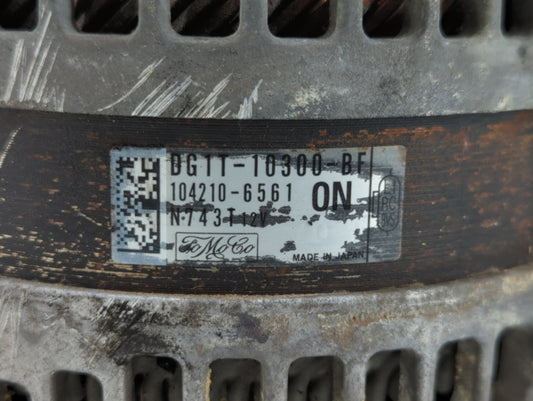 DG1T-10300-BF
104210-6561 ON
N743T12V
FoMoCo
MADE IN JAPAN